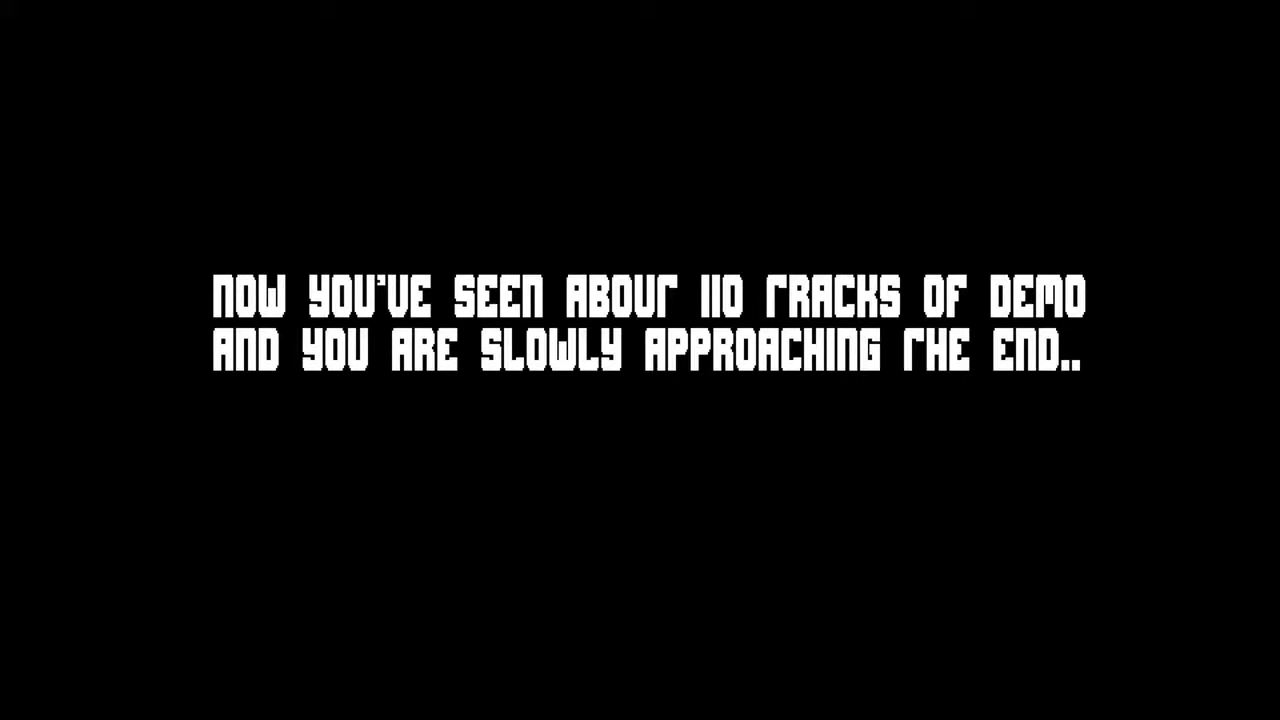 NOW YOU'VE SEEN ABOUT 110 TRACKS OF DEMO
AND YOU ARE SLOWLY APPROACHING THE END..